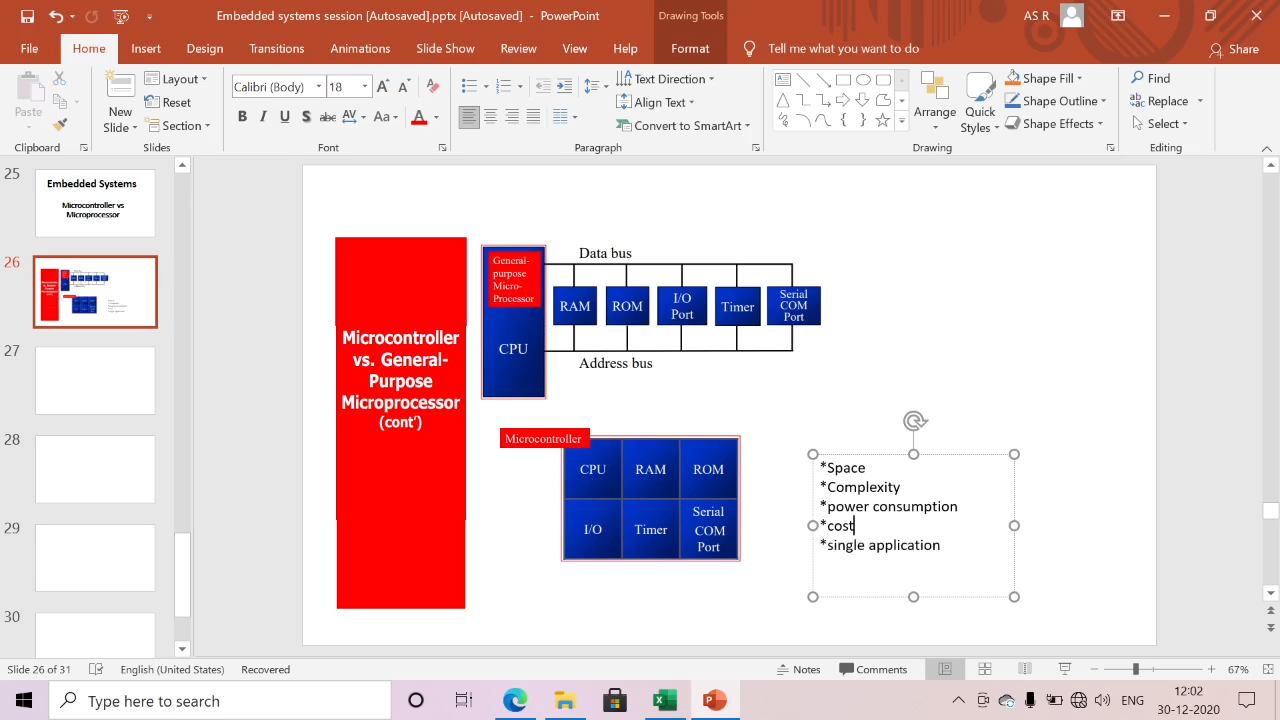 Embedded systems session [Autosaved].pptx [Autosaved] - PowerPoint
Drawing Tools
AS R
File Home Insert Design Transitions Animations Slide Show Review View Help Format Tell me what you want to do Share
Paste
Clipboard
New
Slide
Layout
Reset
Section
Slides
Calibri (Body) 18
B I U S abc AV Aa A
Font
Text Direction
Align Text
Convert to SmartArt
Paragraph
Arrange
Quick
Styles
Shape Fill
Shape Outline
Shape Effects
Drawing
Find
Replace
Select
Editing
25
Embedded Systems
Microcontroller vs
Microprocessor
26
27
28
29
30
Microcontroller
vs. General-
Purpose
Microprocessor
(cont’)
General-
purpose
Micro-
Processor
CPU
Data bus
RAM
ROM
I/O
Port
Timer
Serial
COM
Port
Address bus
Microcontroller
CPU RAM ROM
I/O Timer Serial
COM
Port
*Space
*Complexity
*power consumption
*cost
*single application
Slide 26 of 31 English (United States) Recovered Notes Comments 67%
Type here to search
ENG
12:02
30-12-2020